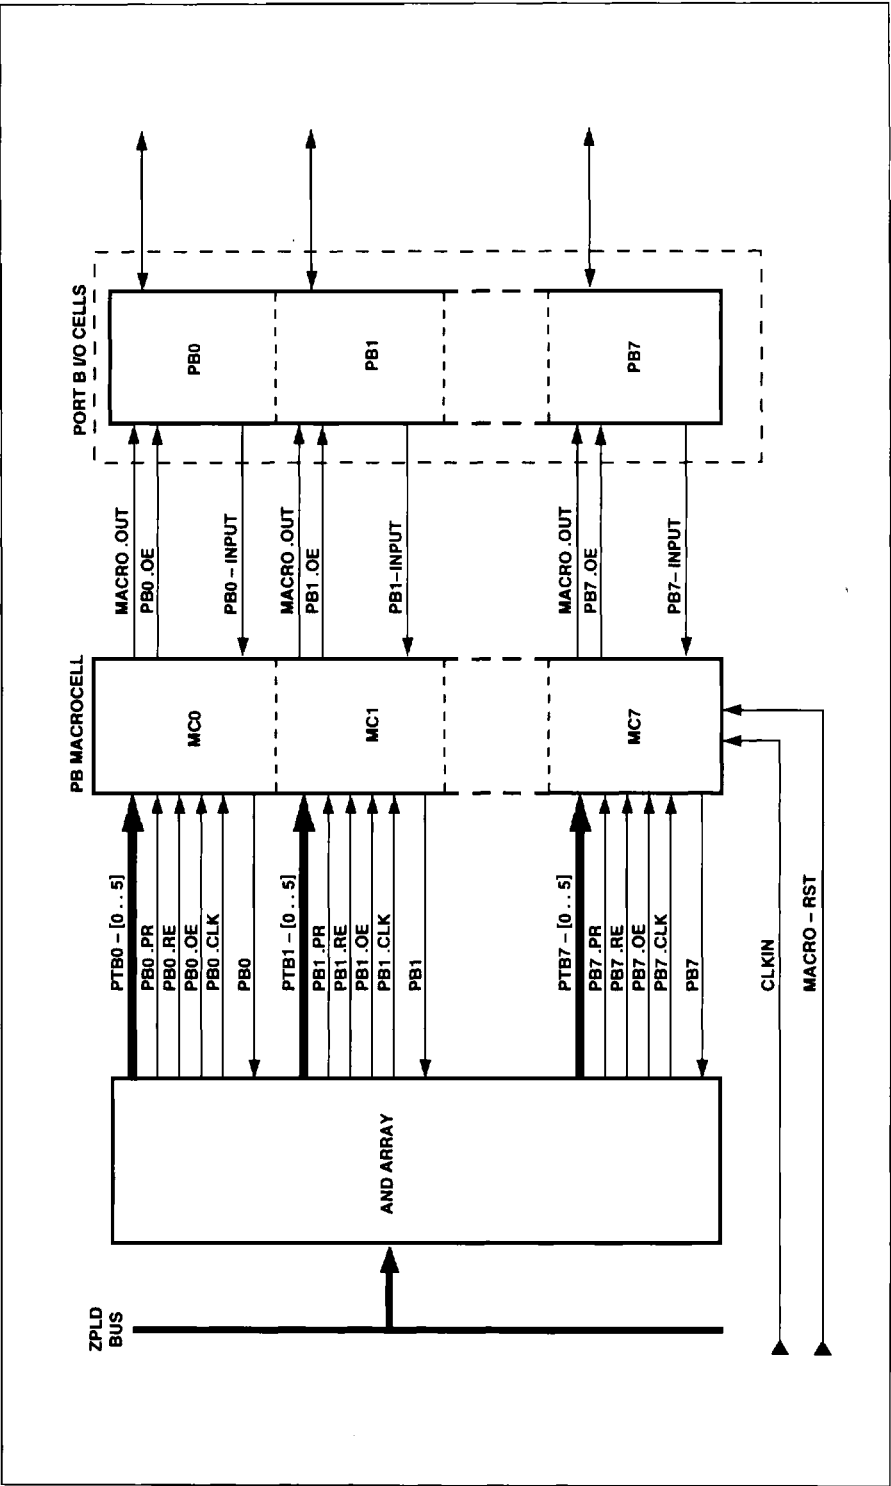 ZPLD
BUS
AND ARRAY
PTB0 – [0 . . 5]
PB0 .PR
PB0 .RE
PB0 .OE
PB0 .CLK
PB0
PTB1 – [0 . . 5]
PB1 .PR
PB1 .RE
PB1 .OE
PB1 .CLK
PB1
PTB7 – [0 . . 5]
PB7 .PR
PB7 .RE
PB7 .OE
PB7 .CLK
PB7
CLKIN
MACRO – RST
PB MACROCELL
MC0
MC1
MC7
MACRO .OUT
PB0 .OE
PB0 – INPUT
MACRO .OUT
PB1 .OE
PB1–INPUT
MACRO .OUT
PB7 .OE
PB7– INPUT
PORT B I/O CELLS
PB0
PB1
PB7